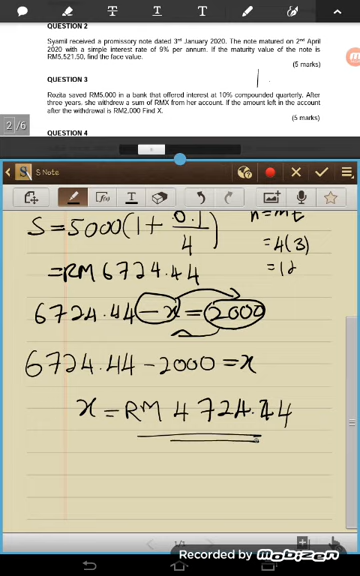 QUESTION 2
Syamil received a promissory note dated 3rd January 2020. The note matured on 2nd April
2020 with a simple interest rate of 9% per annum. If the maturity value of the note is
RM5,521.50, find the face value.
(5 marks)
QUESTION 3
Rozita saved RM5,000 in a bank that offered interest at 10% compounded quarterly. After
three years, she withdrew a sum of RMX from her account. If the amount left in the account
after the withdrawal is RM2,000 Find X.
(5 marks)
QUESTION 4
2 / 6
S Note
S = 5000(1 + 0.1/4)
n = mt
= 4(3)
= 12
= RM 6724.44
6724.44 - x = 2000
6724.44 - 2000 = x
x = RM 4724.44
1/1
Recorded by Mobizen